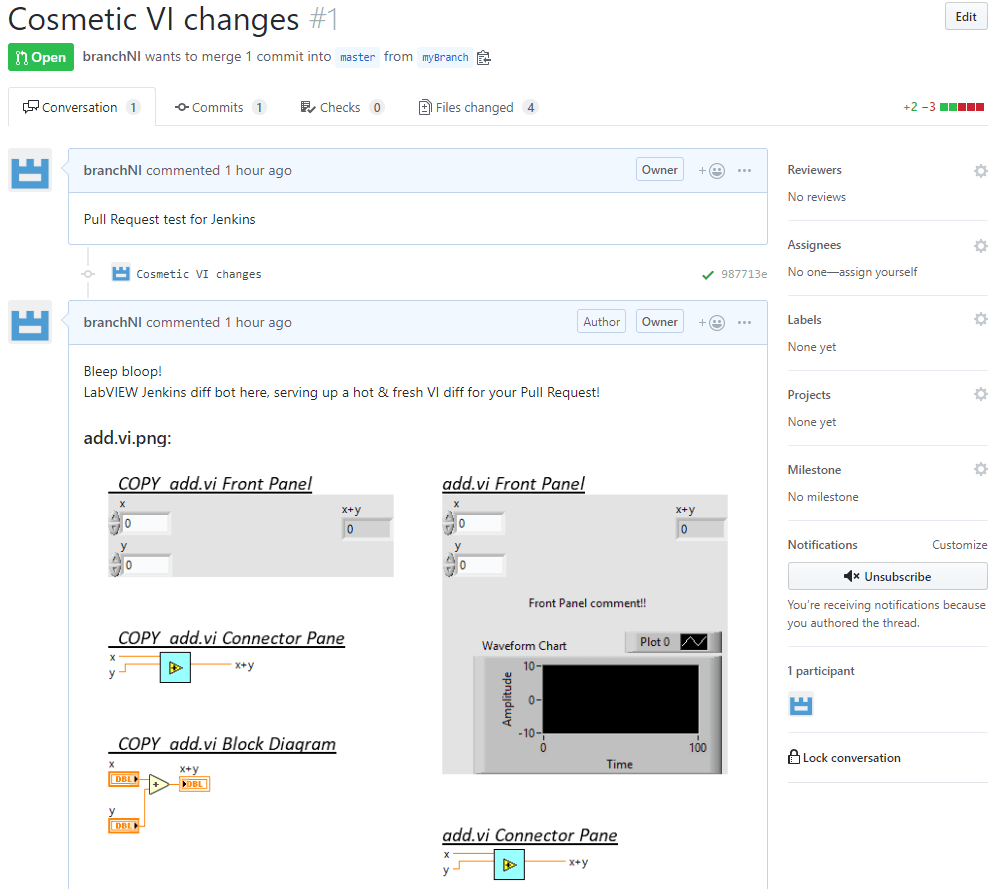 Cosmetic VI changes #1
Edit
Open branchNI wants to merge 1 commit into master from myBranch
Conversation 1 Commits 1 Checks 0 Files changed 4 +2 −3
branchNI commented 1 hour ago Owner
Pull Request test for Jenkins
Cosmetic VI changes 987713e
branchNI commented 1 hour ago Author Owner
Bleep bloop!
LabVIEW Jenkins diff bot here, serving up a hot & fresh VI diff for your Pull Request!
add.vi.png:
COPY add.vi Front Panel
x
0
x+y
0
y
0
COPY add.vi Connector Pane
x
y
x+y
COPY add.vi Block Diagram
x
DBL
x+y
DBL
y
DBL
add.vi Front Panel
x
0
x+y
0
y
0
Front Panel comment!!
Waveform Chart
Plot 0
Amplitude
10
0
-10
0
100
Time
add.vi Connector Pane
x
y
x+y
Reviewers
No reviews
Assignees
No one—assign yourself
Labels
None yet
Projects
None yet
Milestone
No milestone
Notifications Customize
Unsubscribe
You're receiving notifications because
you authored the thread.
1 participant
Lock conversation